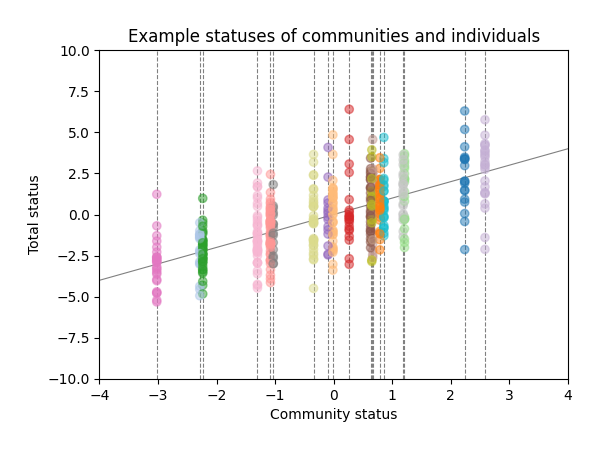 Example statuses of communities and individuals
10.0
7.5
5.0
2.5
0.0
−2.5
−5.0
−7.5
−10.0
Total status
−4 −3 −2 −1 0 1 2 3 4
Community status